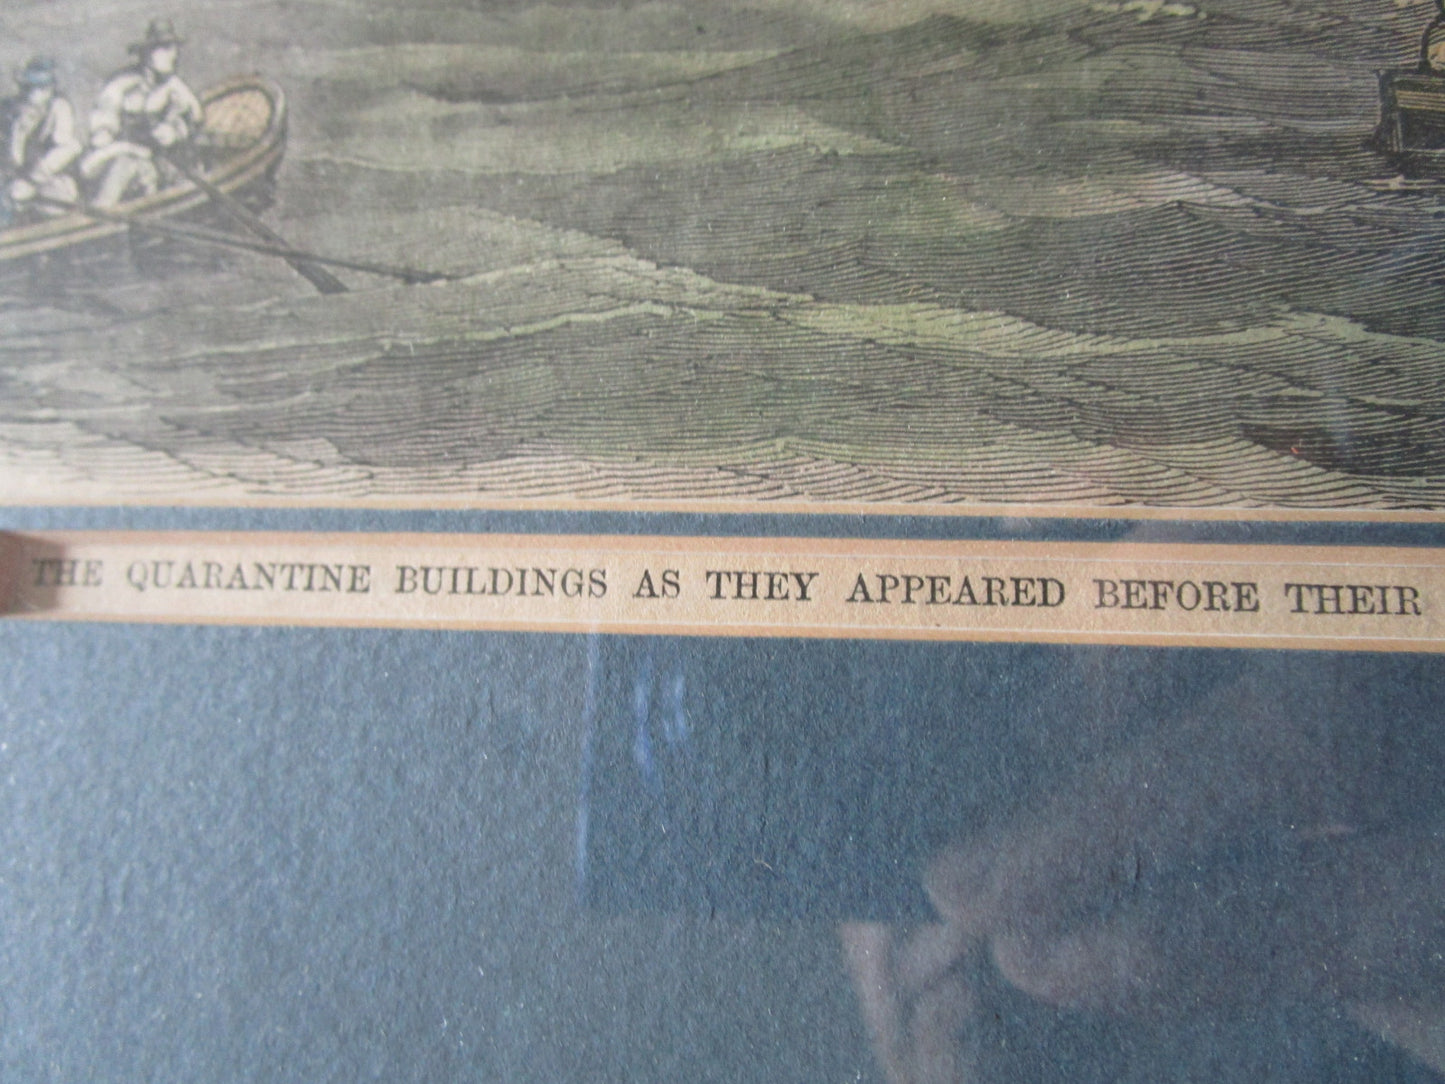 THE QUARANTINE BUILDINGS AS THEY APPEARED BEFORE THEIR